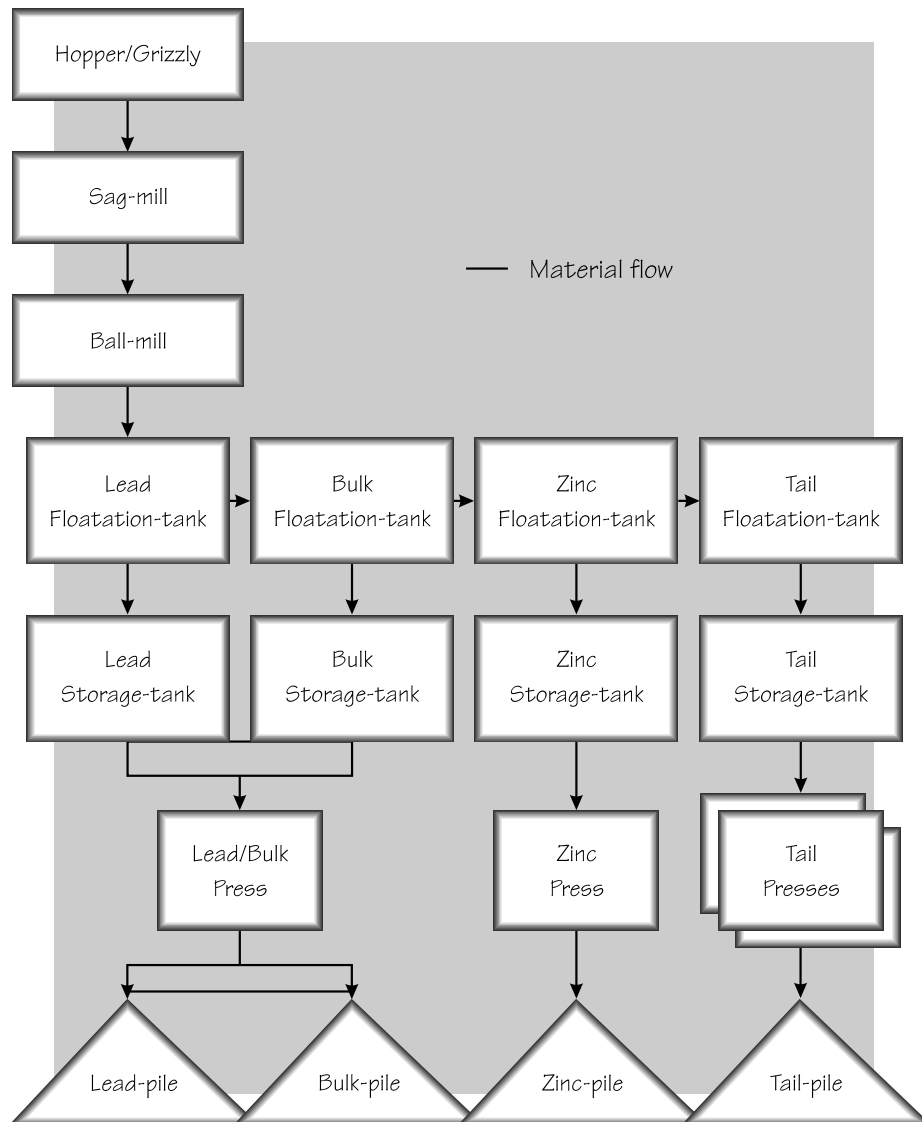 Hopper/Grizzly
Sag-mill
Material flow
Ball-mill
Lead
Floatation-tank
Bulk
Floatation-tank
Zinc
Floatation-tank
Tail
Floatation-tank
Lead
Storage-tank
Bulk
Storage-tank
Zinc
Storage-tank
Tail
Storage-tank
Lead/Bulk
Press
Zinc
Press
Tail
Presses
Lead-pile
Bulk-pile
Zinc-pile
Tail-pile